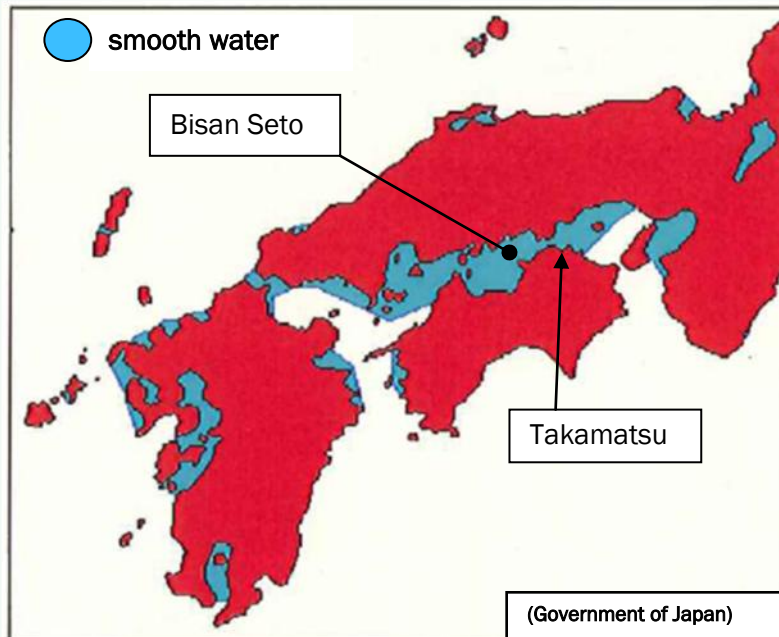 smooth water
Bisan Seto
Takamatsu
(Government of Japan)